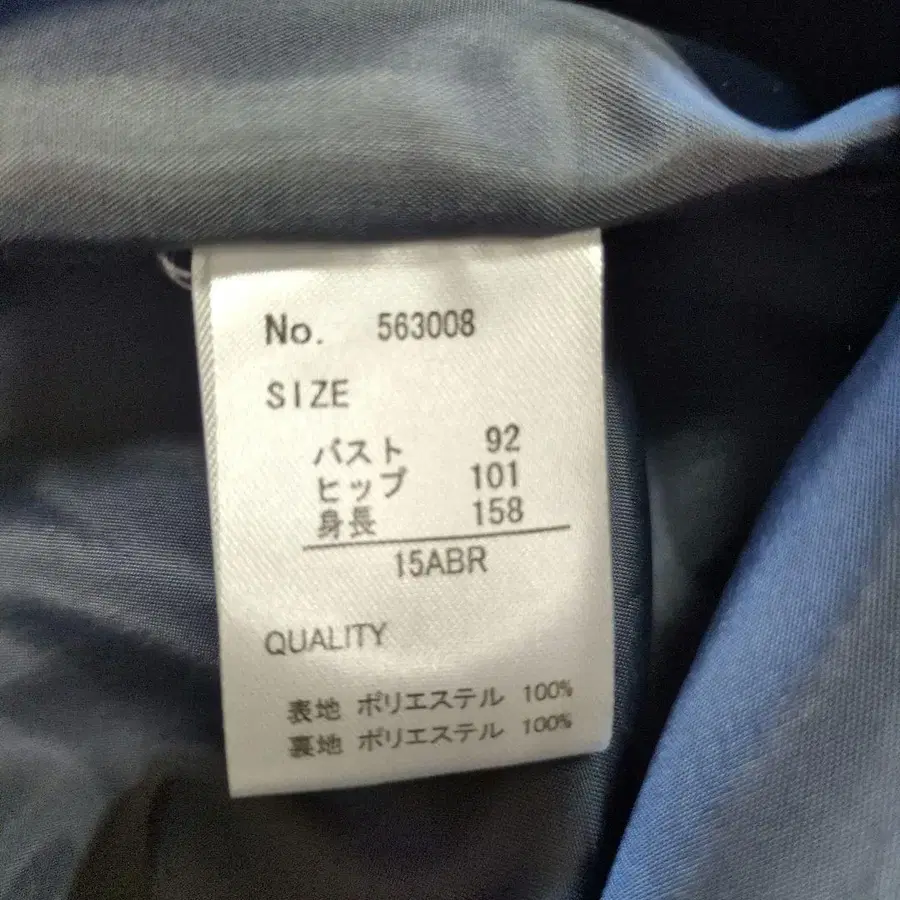 No. 563008
SIZE
バスト 92
ヒップ 101
身長 158
15ABR
QUALITY
表地 ポリエステル 100%
裏地 ポリエステル 100%